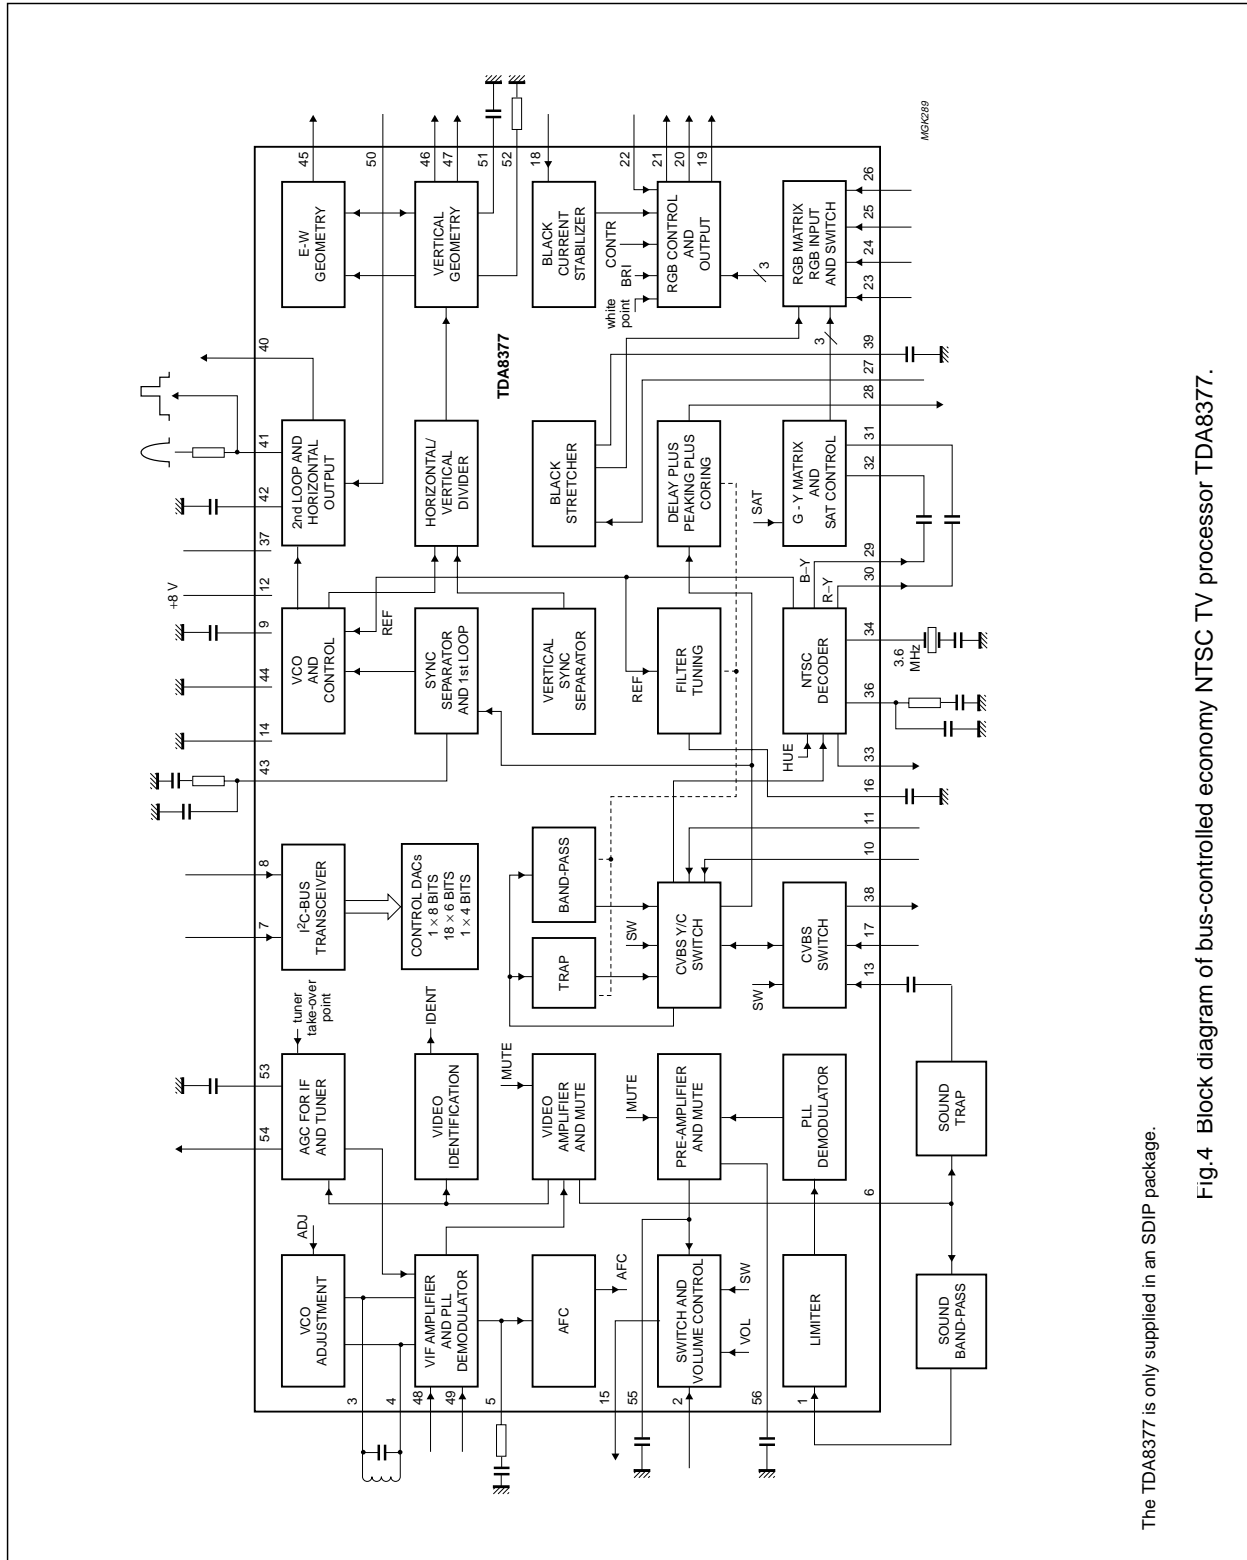 45
50
46
47
51
52
18
22
21
20
19
26
25
24
23
MGK289
E-W
GEOMETRY
VERTICAL
GEOMETRY
BLACK
CURRENT
STABILIZER
CONTR
BRI
white
point
RGB CONTROL
AND
OUTPUT
3
RGB MATRIX
RGB INPUT
AND SWITCH
40
TDA8377
3
39
27
28
41
42
37
12
+8 V
9
44
14
43
2nd LOOP AND
HORIZONTAL
OUTPUT
HORIZONTAL/
VERTICAL
DIVIDER
BLACK
STRETCHER
DELAY PLUS
PEAKING PLUS
CORING
SAT
G - Y MATRIX
AND
SAT CONTROL
31
32
29
30
B–Y
R–Y
VCO
AND
CONTROL
REF
SYNC
SEPARATOR
AND 1st LOOP
VERTICAL
SYNC
SEPARATOR
REF
FILTER
TUNING
NTSC
DECODER
HUE
34
3.6
MHz
36
33
16
8
7
I2C-BUS
TRANSCEIVER
CONTROL DACs
1 × 8 BITS
18 × 6 BITS
1 × 4 BITS
BAND-PASS
TRAP
SW
CVBS Y/C
SWITCH
SW
CVBS
SWITCH
11
10
38
17
13
53
54
tuner
take-over
point
AGC FOR IF
AND TUNER
IDENT
VIDEO
IDENTIFICATION
MUTE
VIDEO
AMPLIFIER
AND MUTE
MUTE
PRE-AMPLIFIER
AND MUTE
PLL
DEMODULATOR
6
SOUND
TRAP
ADJ
VCO
ADJUSTMENT
VIF AMPLIFIER
AND PLL
DEMODULATOR
AFC
AFC
SWITCH AND
VOLUME CONTROL
SW
VOL
LIMITER
SOUND
BAND-PASS
3
4
48
49
5
15
55
2
56
1
The TDA8377 is only supplied in an SDIP package.
Fig.4 Block diagram of bus-controlled economy NTSC TV processor TDA8377.